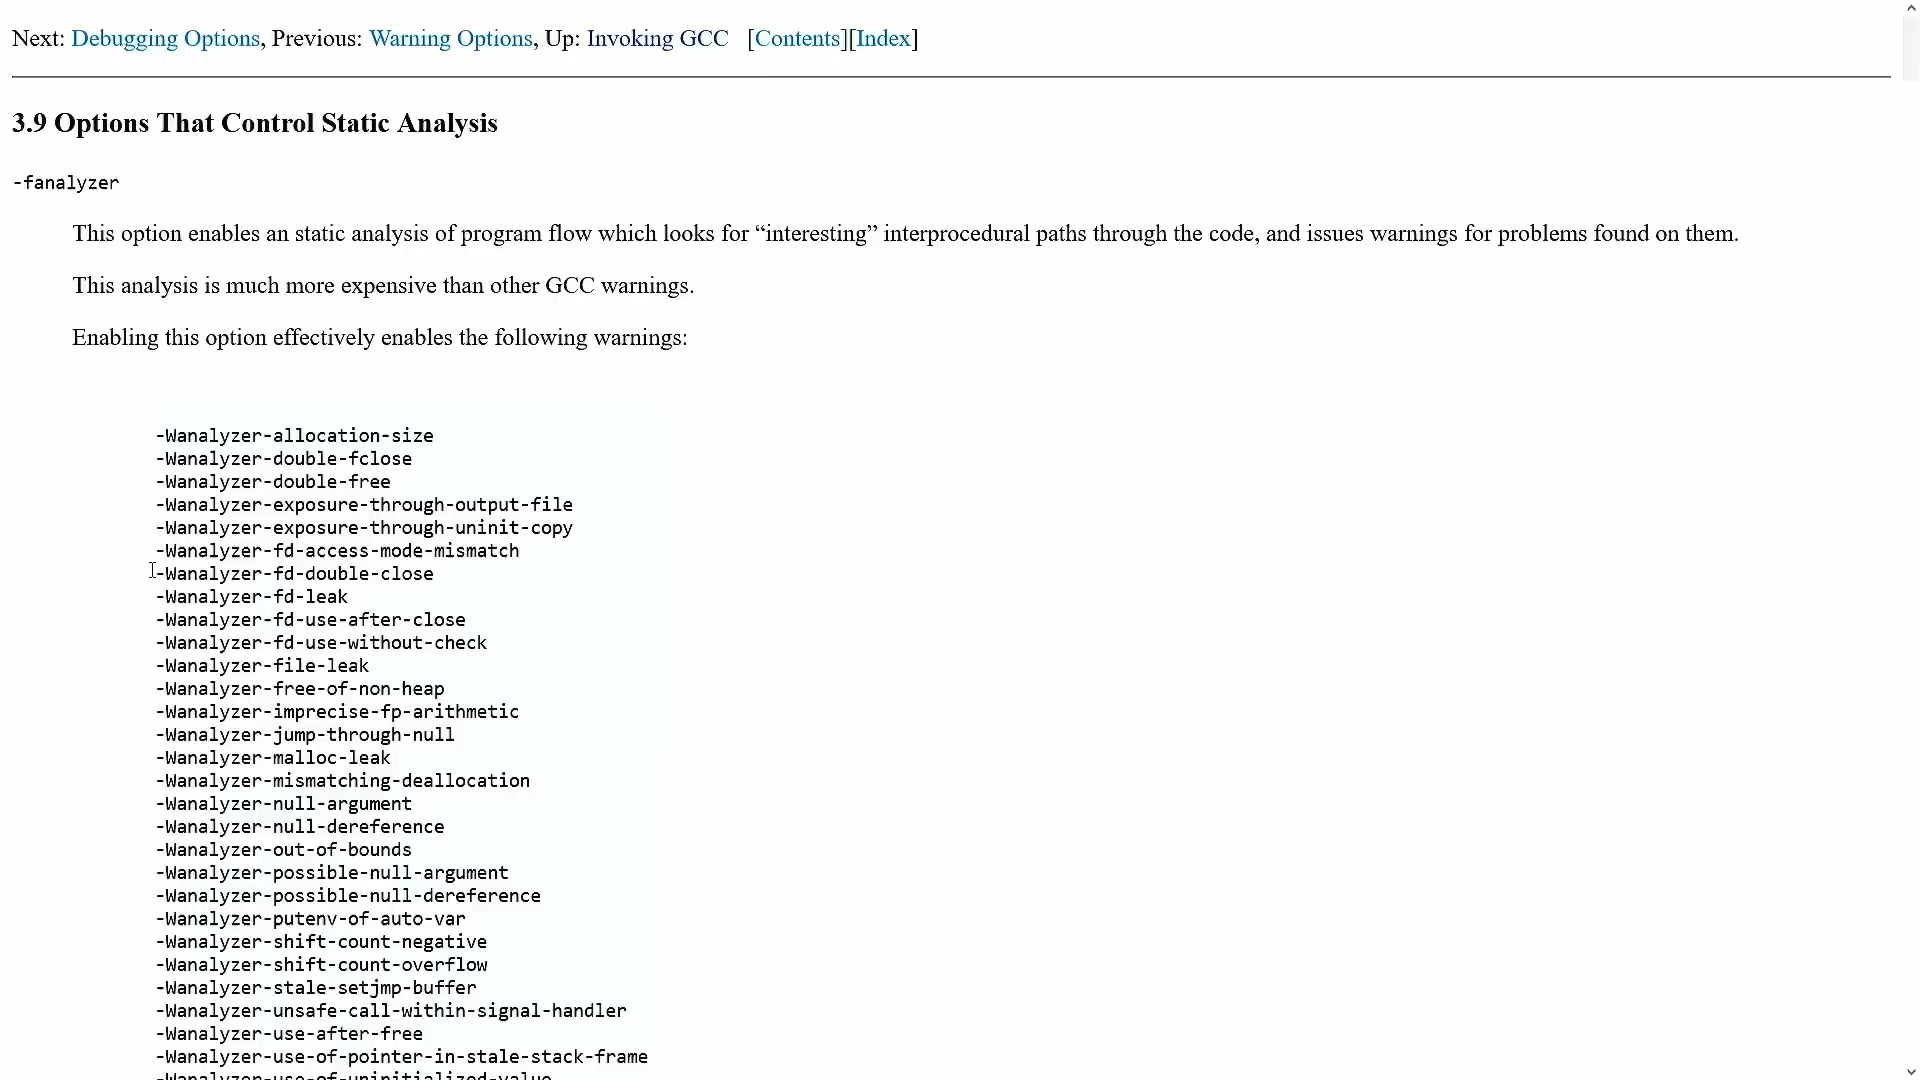 Next: Debugging Options, Previous: Warning Options, Up: Invoking GCC [Contents][Index]
3.9 Options That Control Static Analysis
-fanalyzer
This option enables an static analysis of program flow which looks for “interesting” interprocedural paths through the code, and issues warnings for problems found on them.
This analysis is much more expensive than other GCC warnings.
Enabling this option effectively enables the following warnings:
-Wanalyzer-allocation-size
-Wanalyzer-double-fclose
-Wanalyzer-double-free
-Wanalyzer-exposure-through-output-file
-Wanalyzer-exposure-through-uninit-copy
-Wanalyzer-fd-access-mode-mismatch
-Wanalyzer-fd-double-close
-Wanalyzer-fd-leak
-Wanalyzer-fd-use-after-close
-Wanalyzer-fd-use-without-check
-Wanalyzer-file-leak
-Wanalyzer-free-of-non-heap
-Wanalyzer-imprecise-fp-arithmetic
-Wanalyzer-jump-through-null
-Wanalyzer-malloc-leak
-Wanalyzer-mismatching-deallocation
-Wanalyzer-null-argument
-Wanalyzer-null-dereference
-Wanalyzer-out-of-bounds
-Wanalyzer-possible-null-argument
-Wanalyzer-possible-null-dereference
-Wanalyzer-putenv-of-auto-var
-Wanalyzer-shift-count-negative
-Wanalyzer-shift-count-overflow
-Wanalyzer-stale-setjmp-buffer
-Wanalyzer-unsafe-call-within-signal-handler
-Wanalyzer-use-after-free
-Wanalyzer-use-of-pointer-in-stale-stack-frame
-Wanalyzer-use-of-uninitialized-value